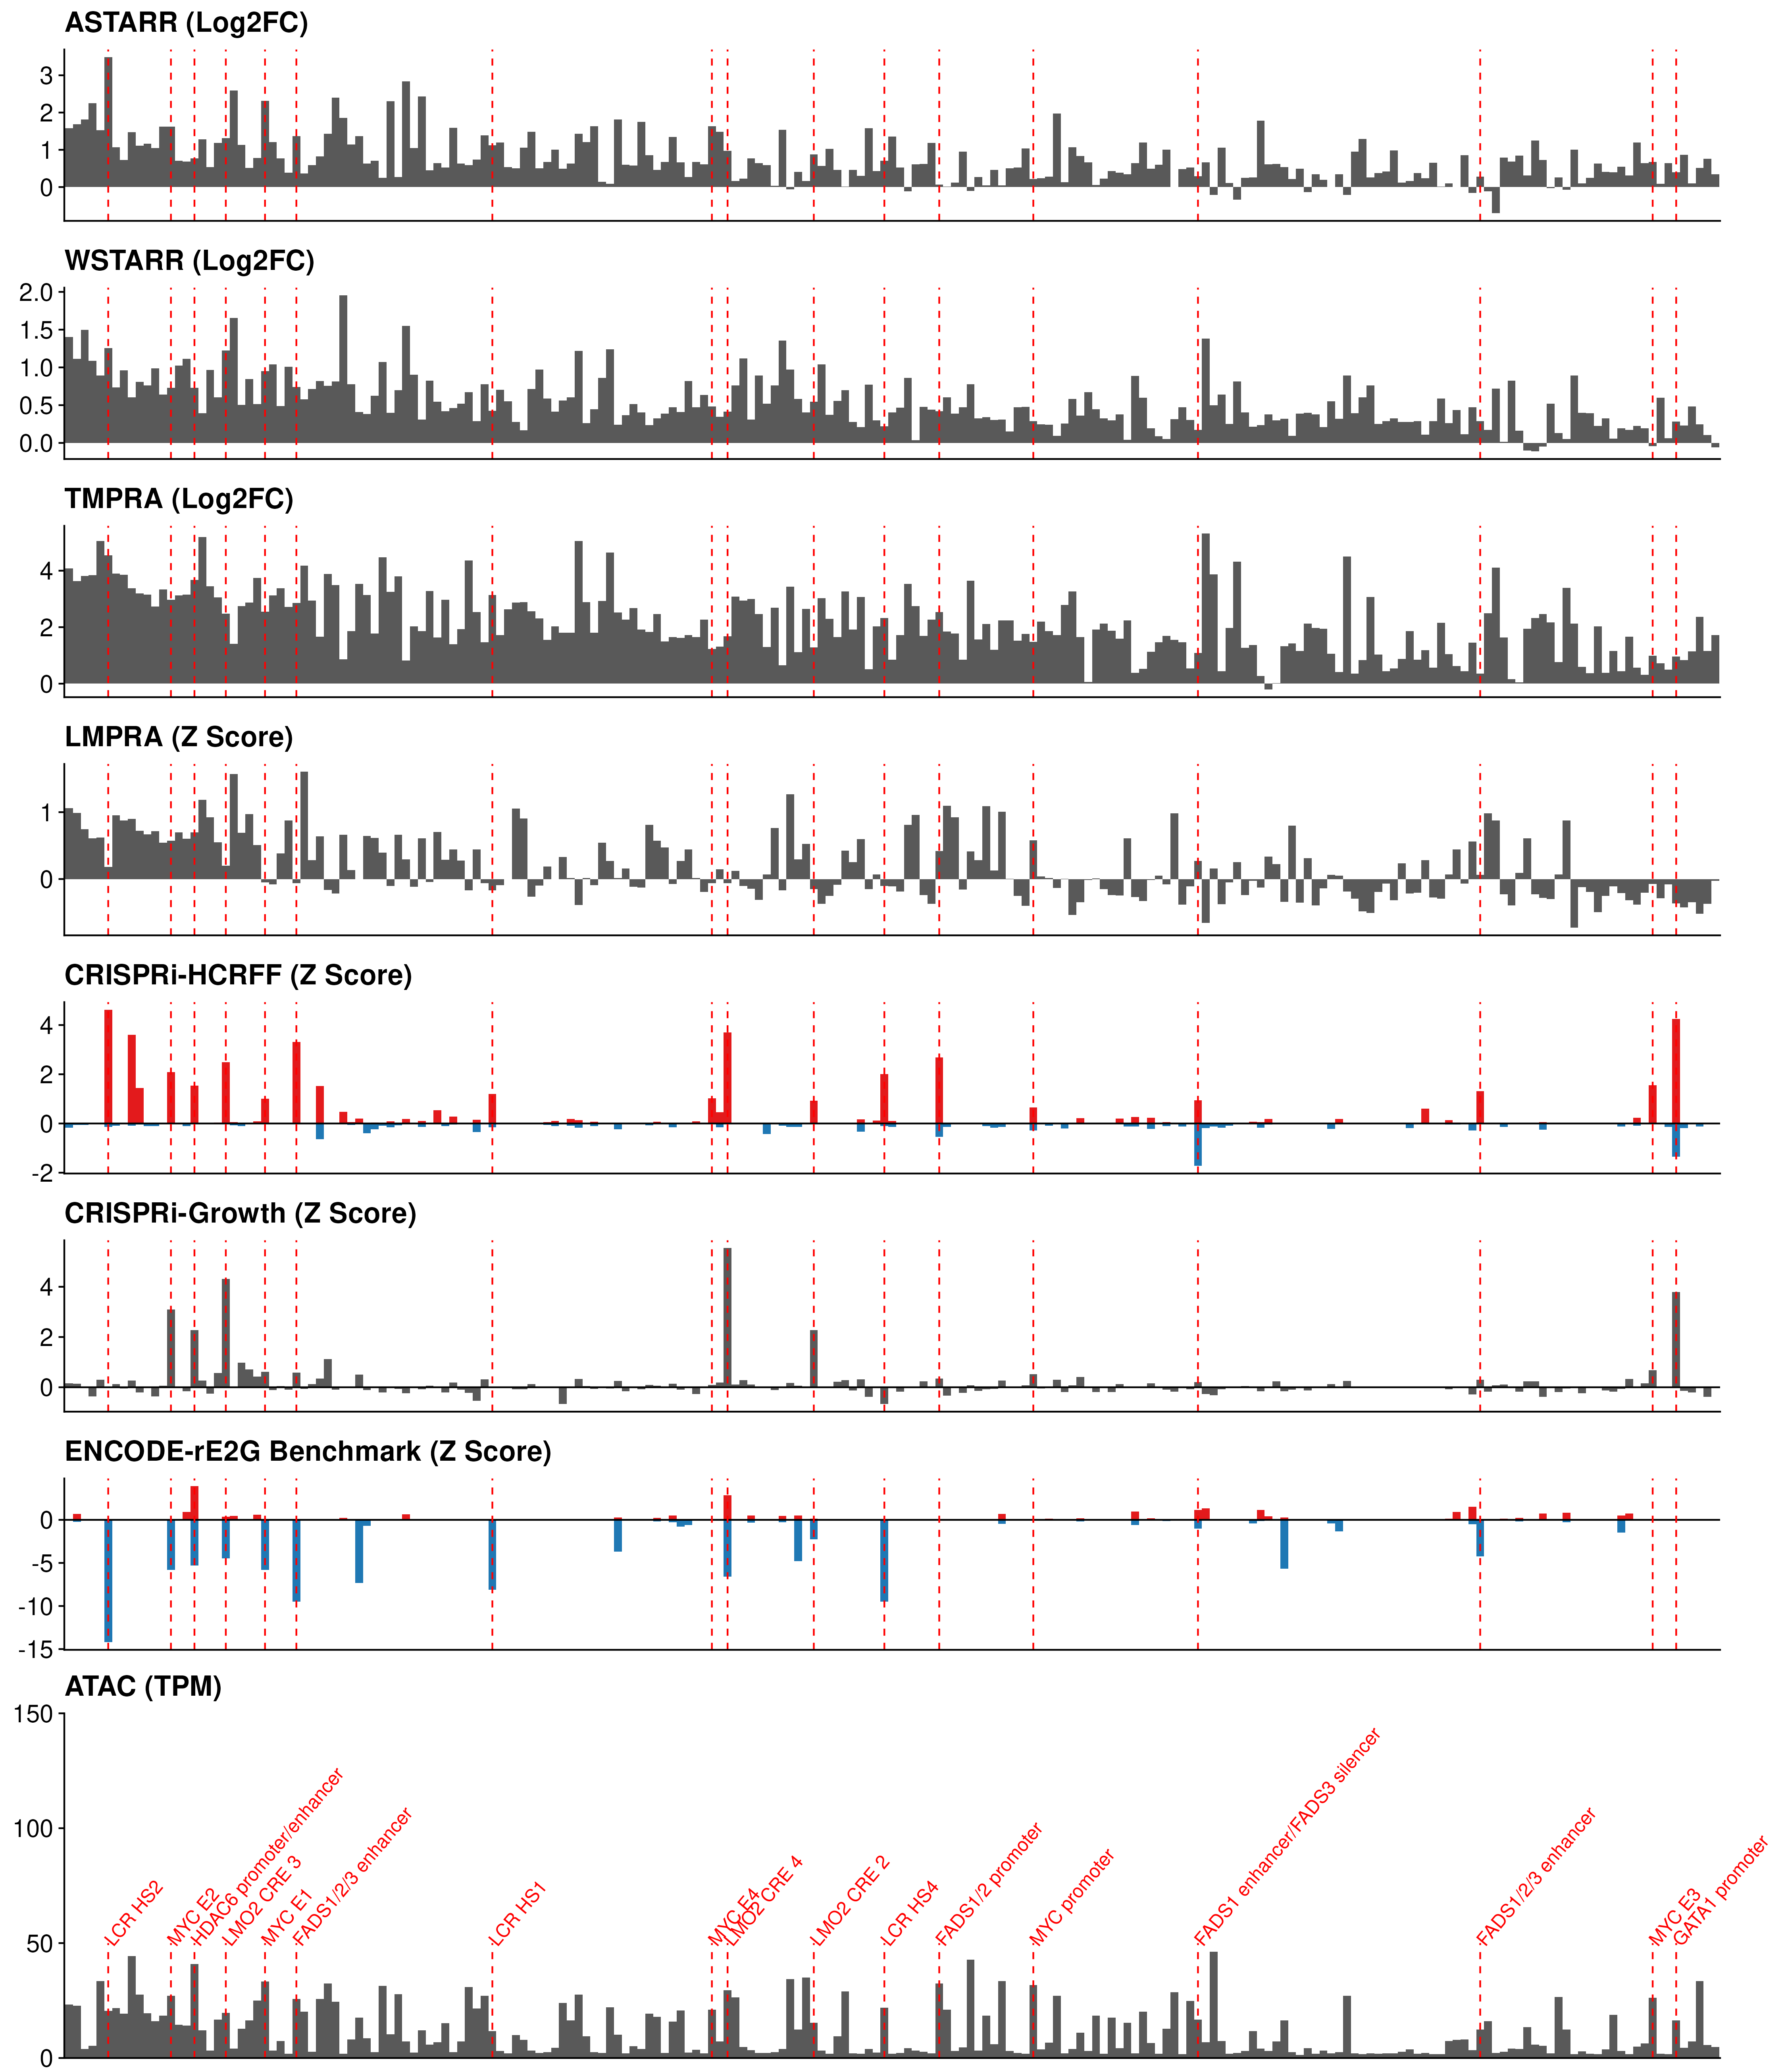 ASTARR (Log2FC)
3
2
1
0
WSTARR (Log2FC)
2.0
1.5
1.0
0.5
0.0
TMPRA (Log2FC)
4
2
0
LMPRA (Z Score)
1
0
CRISPRi-HCRFF (Z Score)
4
2
0
-2
CRISPRi-Growth (Z Score)
4
2
0
ENCODE-rE2G Benchmark (Z Score)
0
-5
-10
-15
ATAC (TPM)
150
100
50
0
LCR HS2
MYC E2
HDAC6 promoter/enhancer
LMO2 CRE 3
MYC E1
FADS1/2/3 enhancer
LCR HS1
MYC E4
LMO2 CRE 4
LMO2 CRE 2
LCR HS4
FADS1/2 promoter
MYC promoter
FADS1 enhancer/FADS3 silencer
FADS1/2/3 enhancer
MYC E3
GATA1 promoter